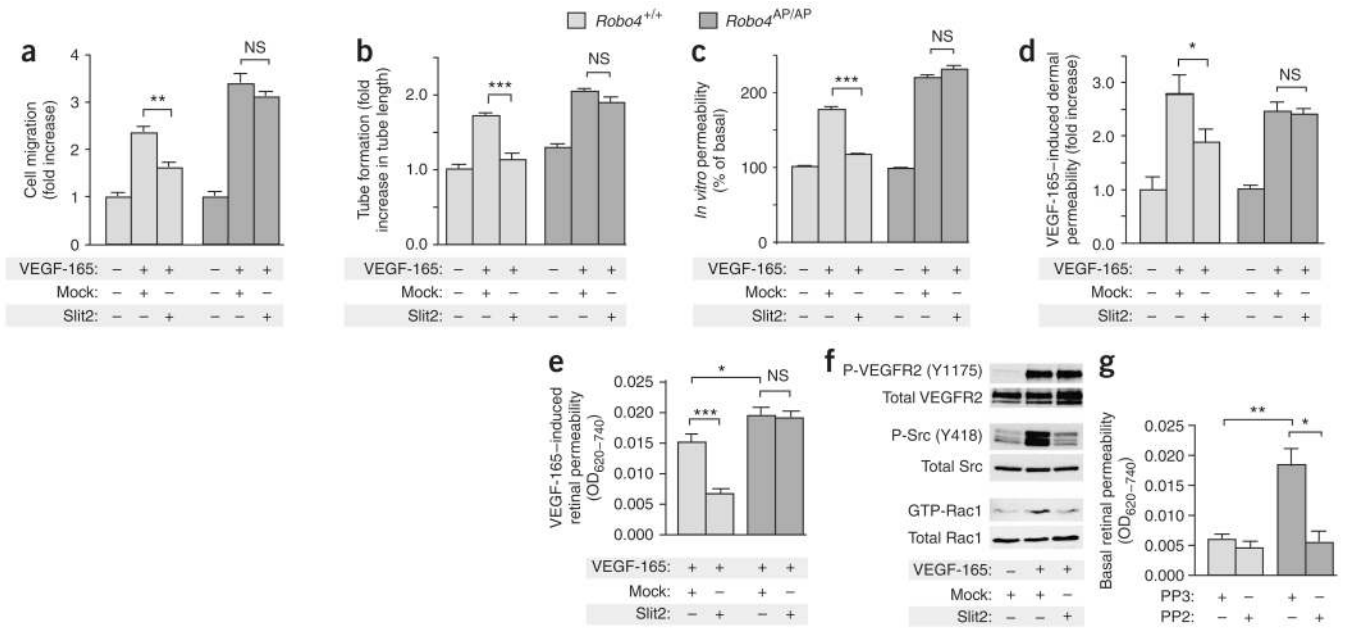 Robo4+/+ Robo4AP/AP
a
Cell migration
(fold increase)
4
3
2
1
0
**
NS
VEGF-165: – + + – + +
Mock: – + – – + –
Slit2: – – + – – +
b
Tube formation (fold
increase in tube length)
2.0
1.0
0.0
***
NS
VEGF-165: – + + – + +
Mock: – + – – + –
Slit2: – – + – – +
c
In vitro permeability
(% of basal)
200
100
0
***
NS
VEGF-165: – + + – + +
Mock: – + – – + –
Slit2: – – + – – +
d
VEGF-165–induced dermal
permeability (fold increase)
3.0
2.0
1.0
0.0
*
NS
VEGF-165: – + + – + +
Mock: – + – – + –
Slit2: – – + – – +
e
VEGF-165–induced
retinal permeability
(OD620–740)
0.025
0.020
0.015
0.010
0.005
0.000
*
***
NS
VEGF-165: + + + +
Mock: + – + –
Slit2: – + – +
f
P-VEGFR2 (Y1175)
Total VEGFR2
P-Src (Y418)
Total Src
GTP-Rac1
Total Rac1
VEGF-165: – + +
Mock: + + –
Slit2: – – +
g
Basal retinal permeability
(OD620–740)
0.025
0.020
0.015
0.010
0.005
0.000
**
*
PP3: + – + –
PP2: – + – +